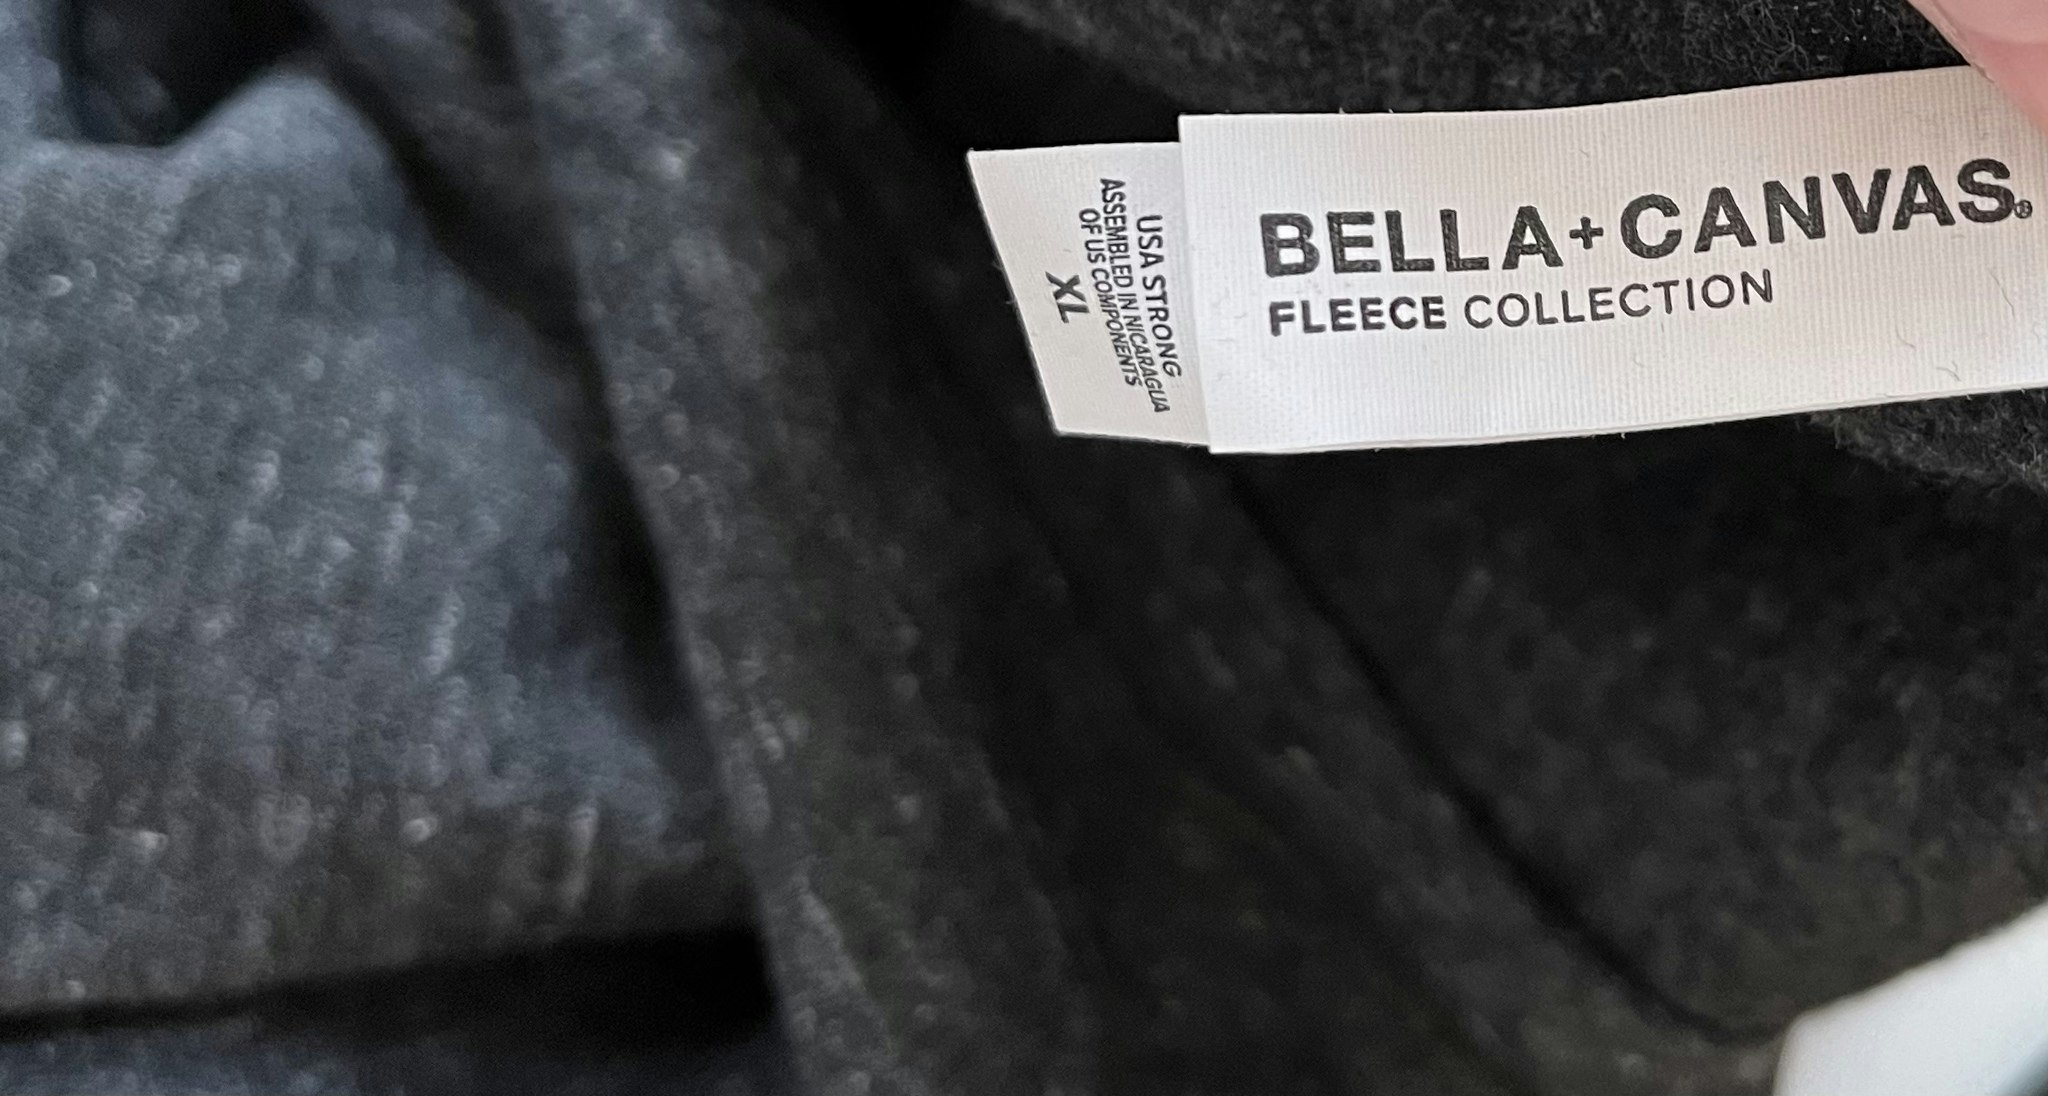 BELLA+CANVAS®
FLEECE COLLECTION
USA STRONG
ASSEMBLED IN NICARAGUA
OF US COMPONENTS
XL